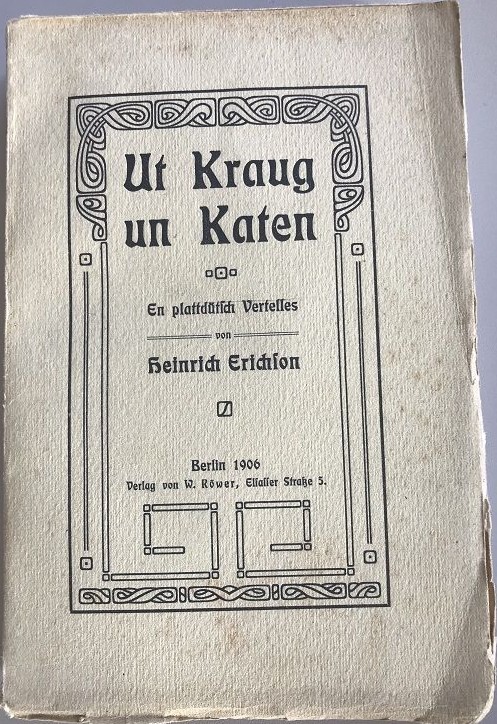 Ut Kraug
un Katen
En plattdütſch Vertelles
von
Heinrich Erichſon
Berlin 1906
Verlag von W. Röwer, Elſaſſer Straße 5.